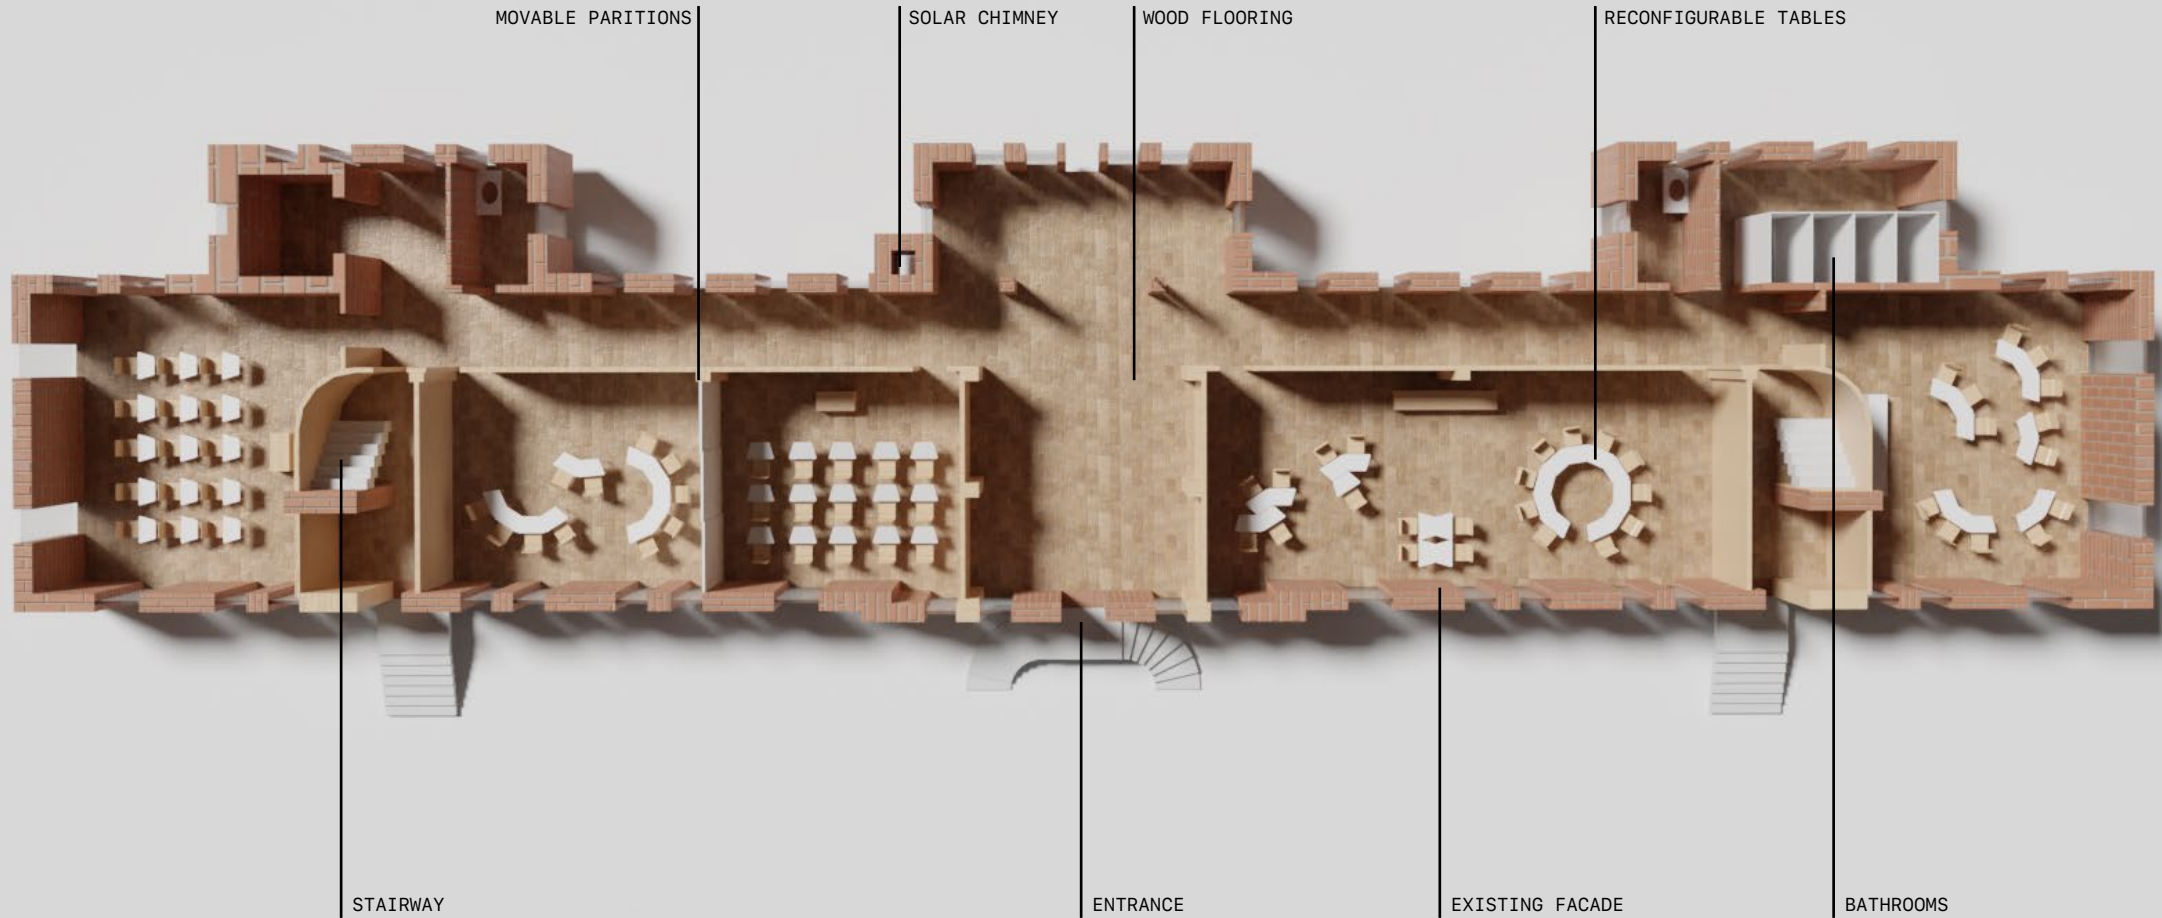 MOVABLE PARITIONS
SOLAR CHIMNEY
WOOD FLOORING
RECONFIGURABLE TABLES
STAIRWAY
ENTRANCE
EXISTING FACADE
BATHROOMS